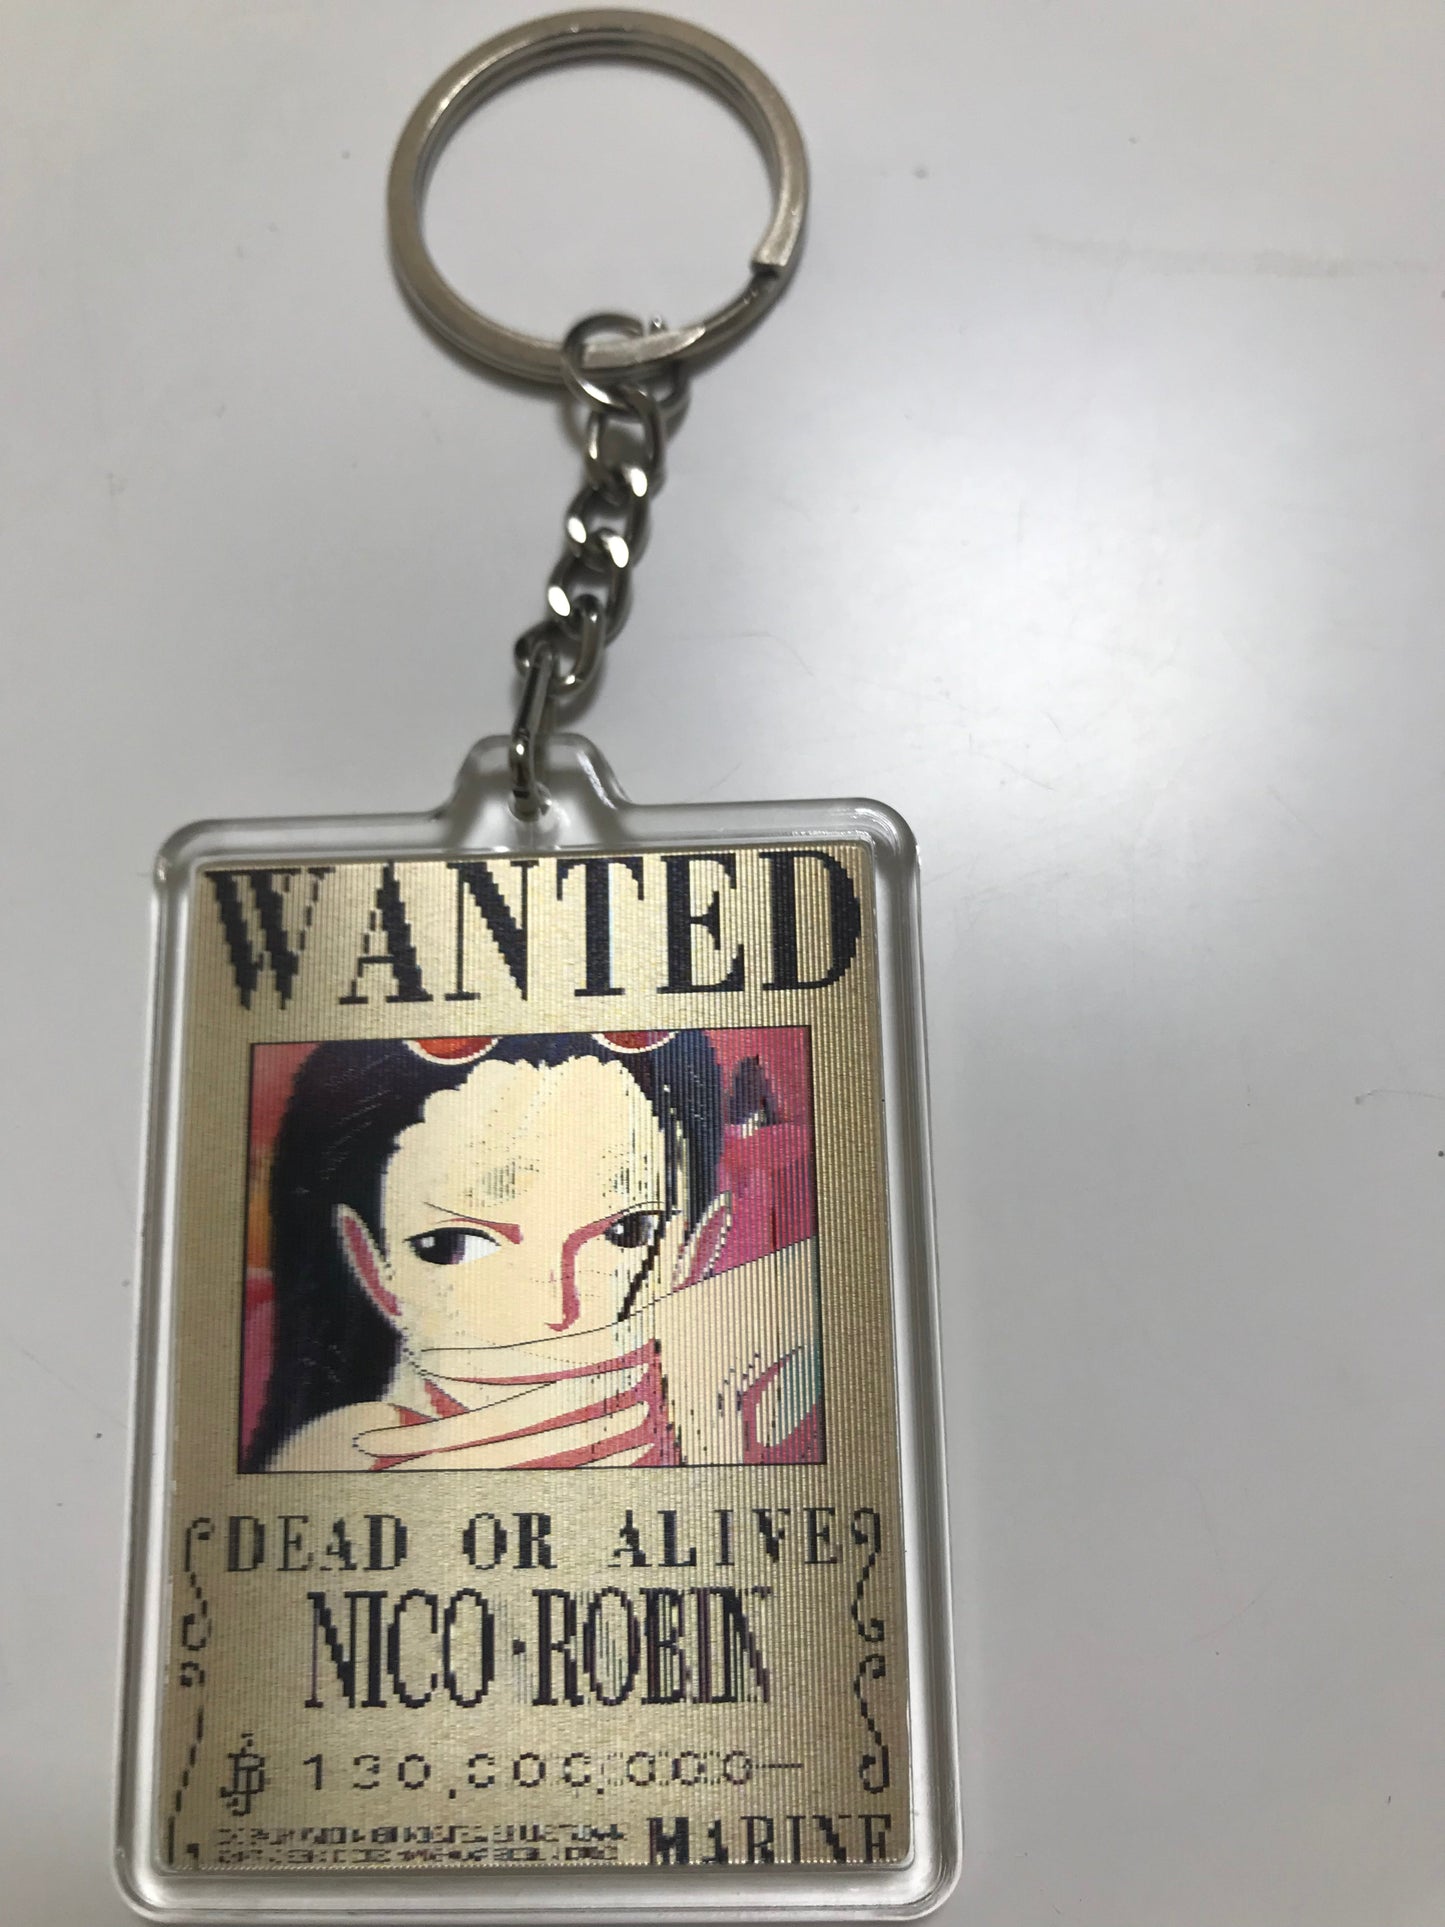 WANTED
DEAD OR ALIVE
NICO·ROBIN
130,000,000-
MARINE